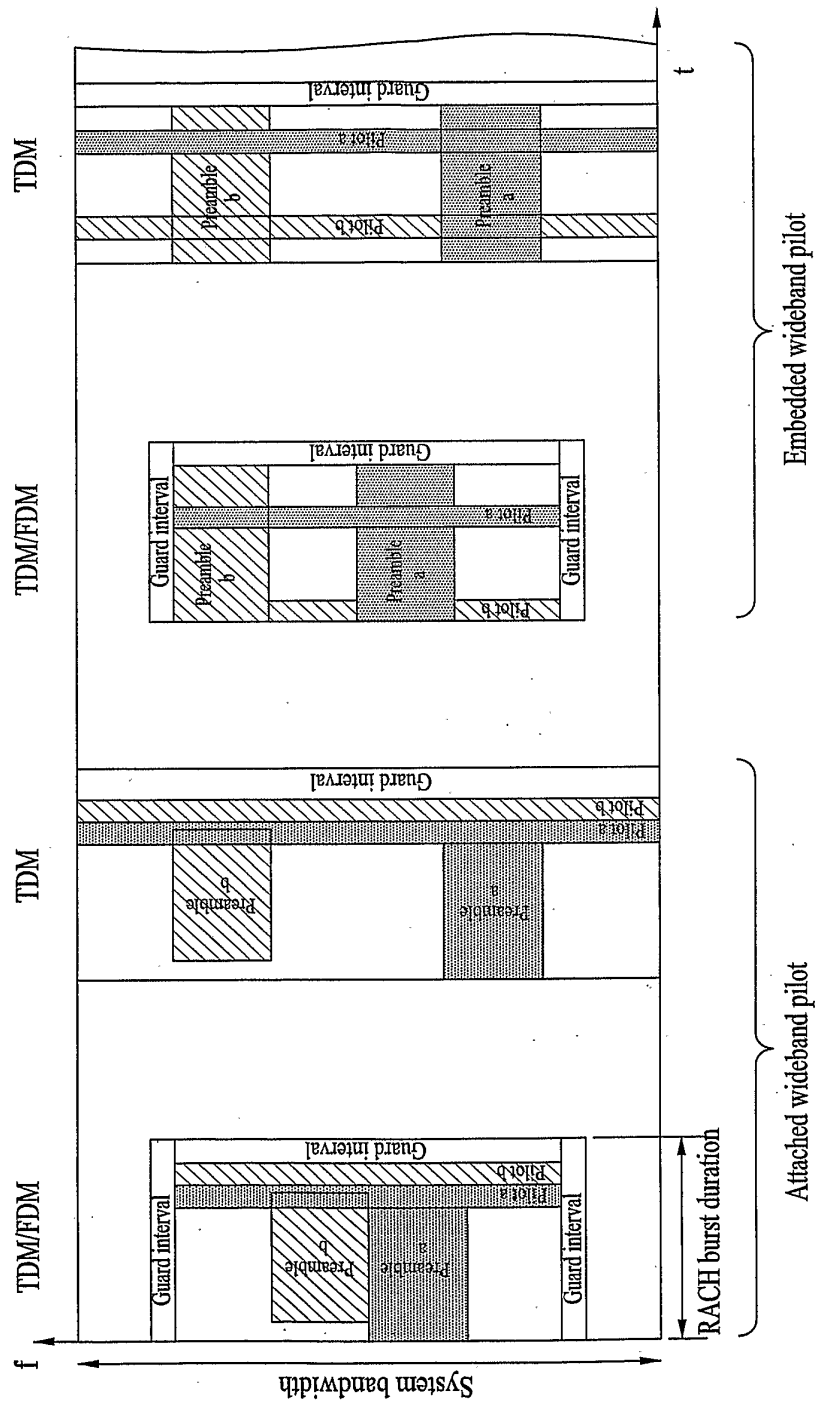 f
System bandwidth
TDM/FDM
Guard interval
Preamble
b
Preamble
a
Pilot a
Pilot b
Guard interval
Guard interval
RACH burst duration
TDM
Preamble
b
Preamble
a
Pilot a
Pilot b
Guard interval
Attached wideband pilot
TDM/FDM
Guard interval
Preamble
b
Preamble
a
Pilot b
Pilot a
Guard interval
Guard interval
TDM
Preamble
b
Pilot b
Preamble
a
Pilot a
Guard interval
t
Embedded wideband pilot